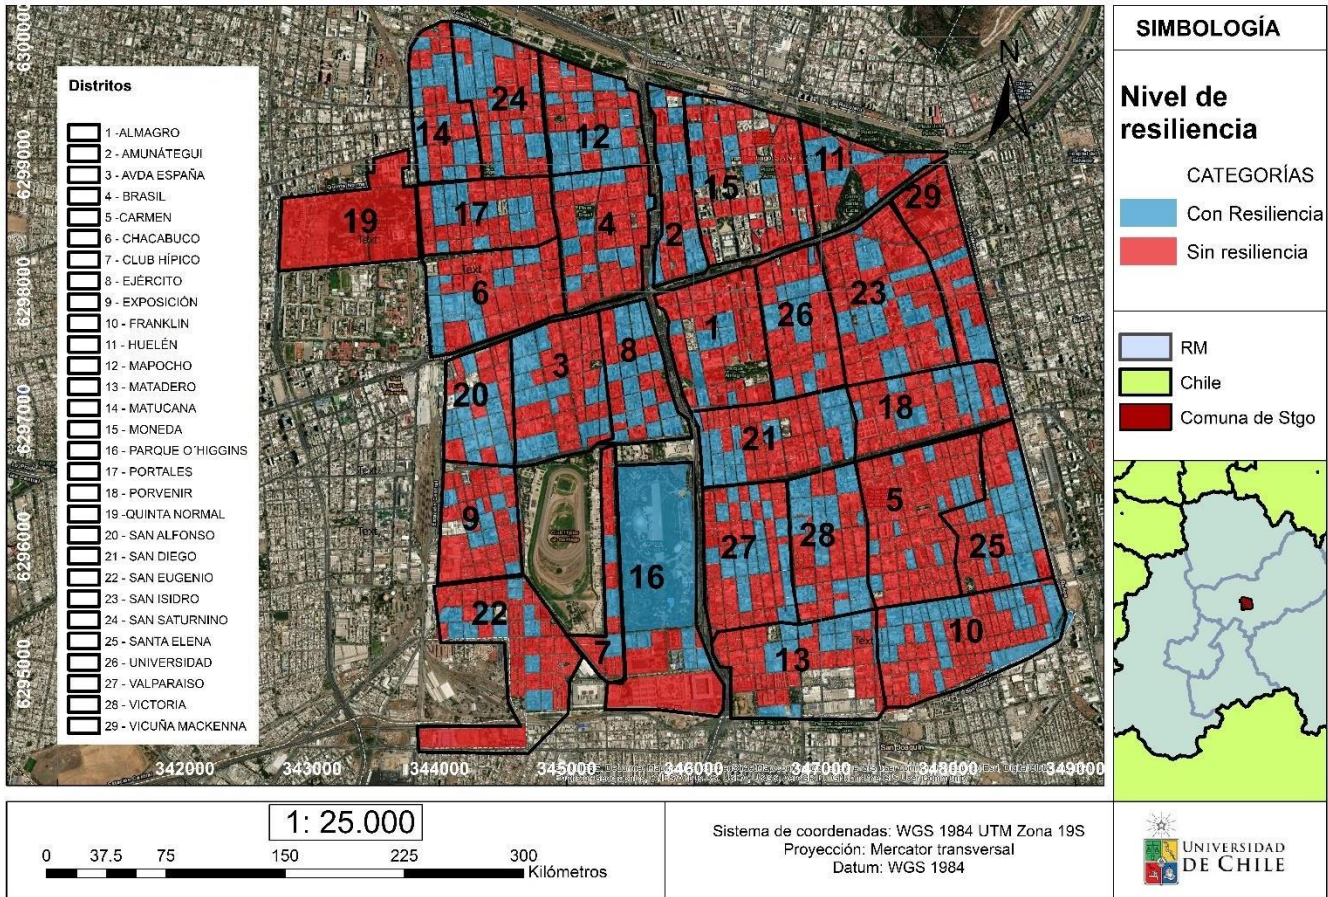 Distritos
1 -ALMAGRO
2 - AMUNÁTEGUI
3 - AVDA ESPAÑA
4 - BRASIL
5 -CARMEN
6 - CHACABUCO
7 - CLUB HÍPICO
8 - EJÉRCITO
9 - EXPOSICIÓN
10 - FRANKLIN
11 - HUELÉN
12 - MAPOCHO
13 - MATADERO
14 - MATUCANA
15 - MONEDA
16 - PARQUE O´HIGGINS
17 - PORTALES
18 - PORVENIR
19 -QUINTA NORMAL
20 - SAN ALFONSO
21 - SAN DIEGO
22 - SAN EUGENIO
23 - SAN ISIDRO
24 - SAN SATURNINO
25 - SANTA ELENA
26 - UNIVERSIDAD
27 - VALPARAISO
28 - VICTORIA
29 - VICUÑA MACKENNA
6300000
6299000
6298000
6297000
6296000
6295000
342000
343000
344000
345000
346000
347000
348000
349000
N
24
14
12
11
15
29
19
17
4
2
6
23
26
1
3
8
20
18
21
5
9
27
28
25
16
22
10
7
13
Text
Text
Text
Text
Text
Text
San Joaquín
SIMBOLOGÍA
Nivel de
resiliencia
CATEGORÍAS
Con Resiliencia
Sin resiliencia
RM
Chile
Comuna de Stgo
1: 25.000
0 37.5 75 150 225 300
Kilómetros
Sistema de coordenadas: WGS 1984 UTM Zona 19S
Proyección: Mercator transversal
Datum: WGS 1984
UNIVERSIDAD
DE CHILE